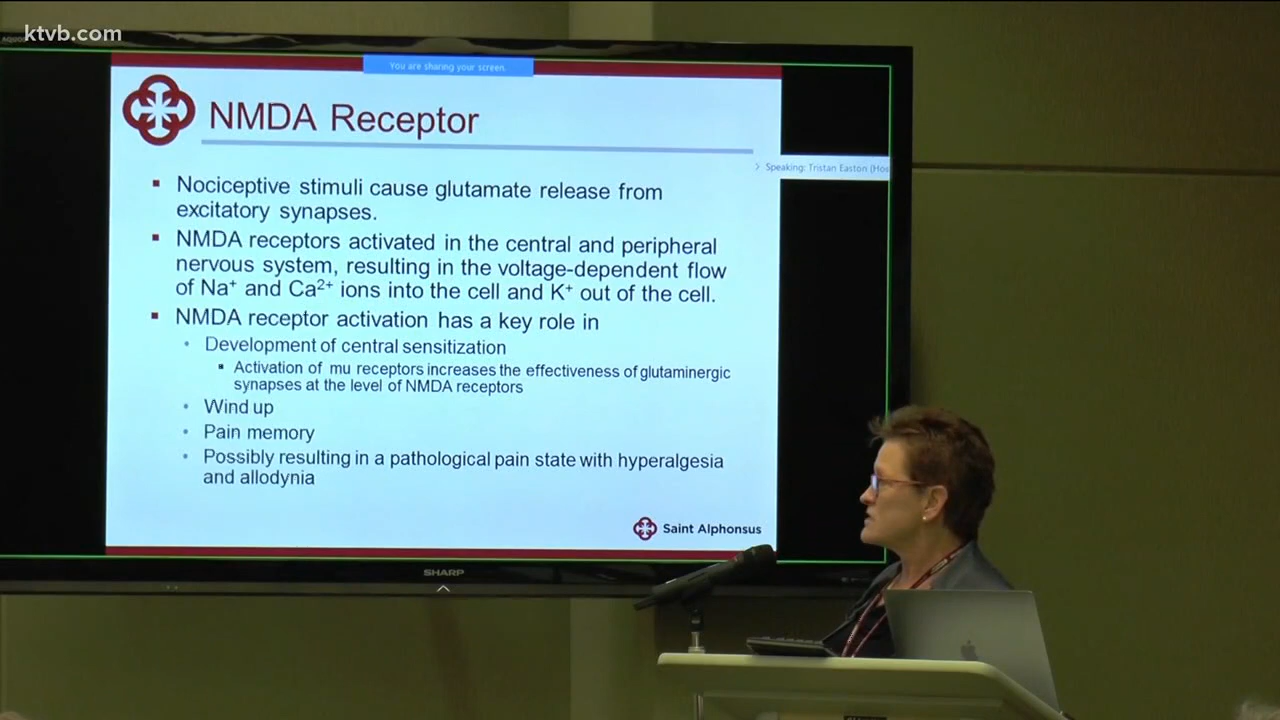 ktvb.com
You are sharing your screen.
NMDA Receptor
Speaking: Tristan Easton (Hos
▪ Nociceptive stimuli cause glutamate release from
excitatory synapses.
▪ NMDA receptors activated in the central and peripheral
nervous system, resulting in the voltage-dependent flow
of Na⁺ and Ca²⁺ ions into the cell and K⁺ out of the cell.
▪ NMDA receptor activation has a key role in
• Development of central sensitization
▪ Activation of mu receptors increases the effectiveness of glutaminergic
synapses at the level of NMDA receptors
• Wind up
• Pain memory
• Possibly resulting in a pathological pain state with hyperalgesia
and allodynia
Saint Alphonsus
SHARP